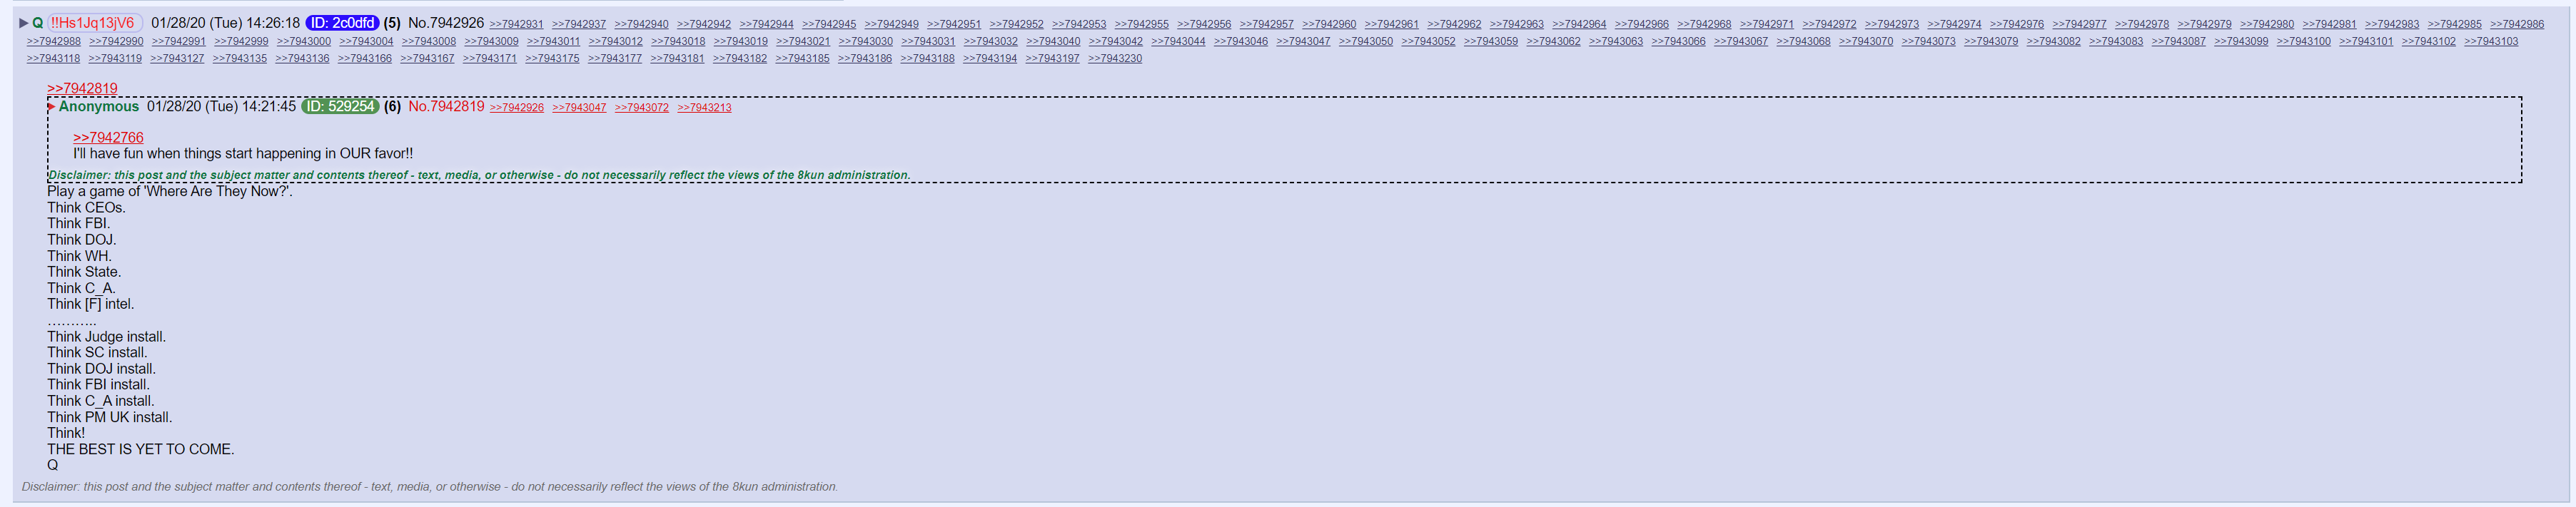 ▶ Q !!Hs1Jq13jV6 01/28/20 (Tue) 14:26:18 ID: 2c0dfd (5) No.7942926 >>7942931 >>7942937 >>7942940 >>7942942 >>7942944 >>7942945 >>7942949 >>7942951 >>7942952 >>7942953 >>7942955 >>7942956 >>7942957 >>7942960 >>7942961 >>7942962 >>7942963 >>7942964 >>7942966 >>7942968 >>7942971 >>7942972 >>7942973 >>7942974 >>7942976 >>7942977 >>7942978 >>7942979 >>7942980 >>7942981 >>7942983 >>7942985 >>7942986
>>7942988 >>7942990 >>7942991 >>7942999 >>7943000 >>7943004 >>7943008 >>7943009 >>7943011 >>7943012 >>7943018 >>7943019 >>7943021 >>7943030 >>7943031 >>7943032 >>7943040 >>7943042 >>7943044 >>7943046 >>7943047 >>7943050 >>7943052 >>7943059 >>7943062 >>7943063 >>7943066 >>7943067 >>7943068 >>7943070 >>7943073 >>7943079 >>7943082 >>7943083 >>7943087 >>7943099 >>7943100 >>7943101 >>7943102 >>7943103
>>7943118 >>7943119 >>7943127 >>7943135 >>7943136 >>7943166 >>7943167 >>7943171 >>7943175 >>7943177 >>7943181 >>7943182 >>7943185 >>7943186 >>7943188 >>7943194 >>7943197 >>7943230
>>7942819
▶ Anonymous 01/28/20 (Tue) 14:21:45 ID: 529254 (6) No.7942819 >>7942926 >>7943047 >>7943072 >>7943213
>>7942766
I'll have fun when things start happening in OUR favor!!
Disclaimer: this post and the subject matter and contents thereof - text, media, or otherwise - do not necessarily reflect the views of the 8kun administration.
Play a game of 'Where Are They Now?'.
Think CEOs.
Think FBI.
Think DOJ.
Think WH.
Think State.
Think C_A.
Think [F] intel.
………..
Think Judge install.
Think SC install.
Think DOJ install.
Think FBI install.
Think C_A install.
Think PM UK install.
Think!
THE BEST IS YET TO COME.
Q
Disclaimer: this post and the subject matter and contents thereof - text, media, or otherwise - do not necessarily reflect the views of the 8kun administration.